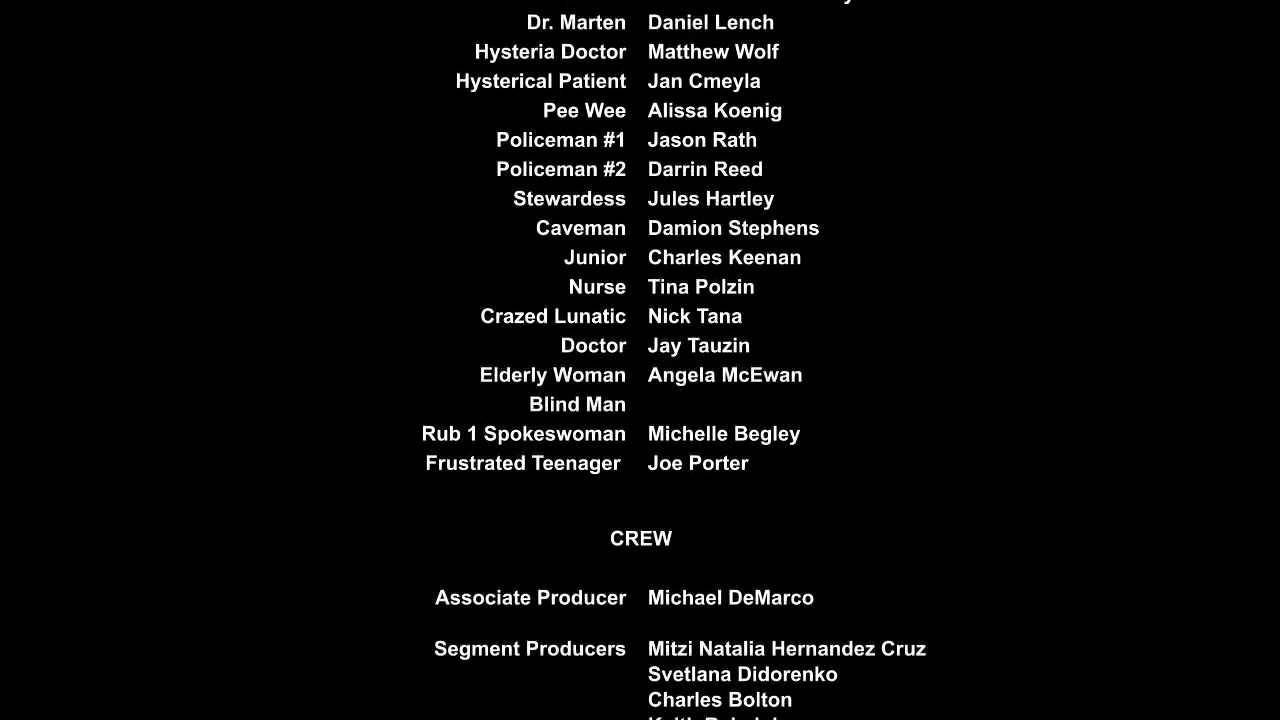 Dr. Marten Daniel Lench
Hysteria Doctor Matthew Wolf
Hysterical Patient Jan Cmeyla
Pee Wee Alissa Koenig
Policeman #1 Jason Rath
Policeman #2 Darrin Reed
Stewardess Jules Hartley
Caveman Damion Stephens
Junior Charles Keenan
Nurse Tina Polzin
Crazed Lunatic Nick Tana
Doctor Jay Tauzin
Elderly Woman Angela McEwan
Blind Man
Rub 1 Spokeswoman Michelle Begley
Frustrated Teenager Joe Porter
CREW
Associate Producer Michael DeMarco
Segment Producers Mitzi Natalia Hernandez Cruz
Svetlana Didorenko
Charles Bolton